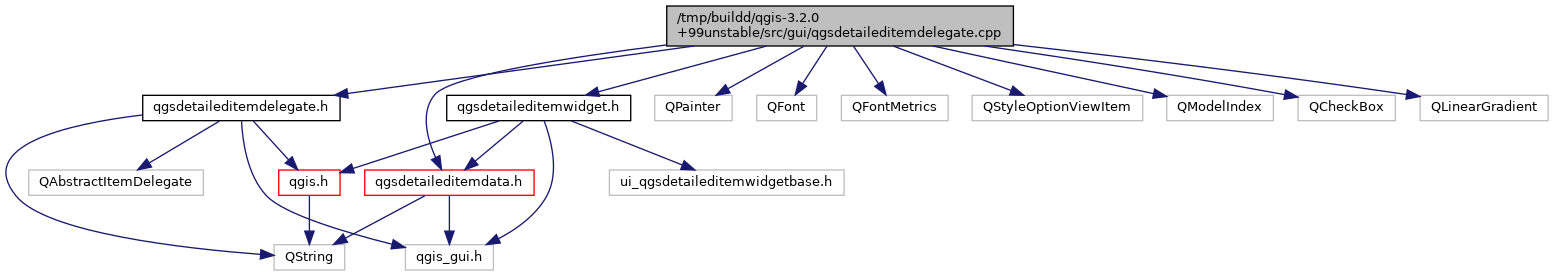 /tmp/buildd/qgis-3.2.0
+99unstable/src/gui/qgsdetaileditemdelegate.cpp
qgsdetaileditemdelegate.h
qgsdetaileditemwidget.h
QPainter
QFont
QFontMetrics
QStyleOptionViewItem
QModelIndex
QCheckBox
QLinearGradient
QAbstractItemDelegate
qgis.h
qgsdetaileditemdata.h
ui_qgsdetaileditemwidgetbase.h
QString
qgis_gui.h